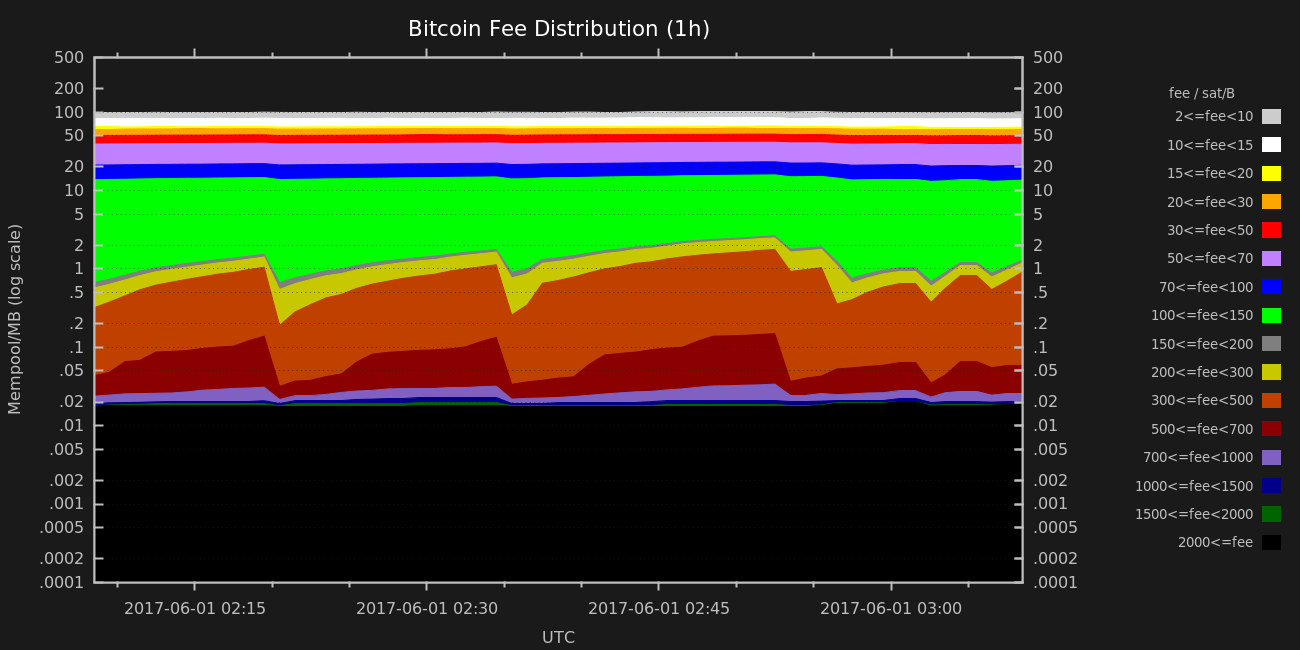 Bitcoin Fee Distribution (1h)
500 500
200 200
100 100
50 50
20 20
10 10
5 5
2 2
1 1
.5 .5
.2 .2
.1 .1
.05 .05
.02 .02
.01 .01
.005 .005
.002 .002
.001 .001
.0005 .0005
.0002 .0002
.0001 .0001
Mempool/MB (log scale)
2017-06-01 02:15 2017-06-01 02:30 2017-06-01 02:45 2017-06-01 03:00
UTC
fee / sat/B
2<=fee<10
10<=fee<15
15<=fee<20
20<=fee<30
30<=fee<50
50<=fee<70
70<=fee<100
100<=fee<150
150<=fee<200
200<=fee<300
300<=fee<500
500<=fee<700
700<=fee<1000
1000<=fee<1500
1500<=fee<2000
2000<=fee